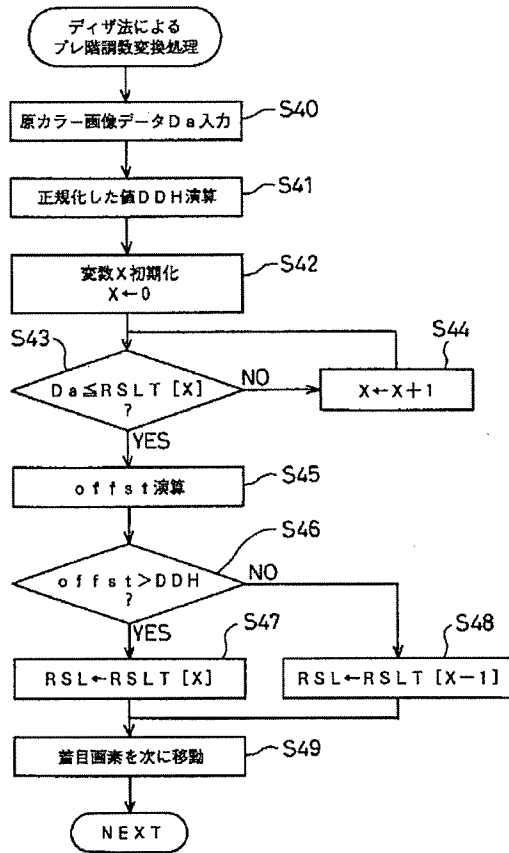 ディザ法による
プレ階調数変換処理
原カラー画像データDa入力
S40
正規化した値DDH演算
S41
変数X初期化
X←0
S42
S43
Da≦RSLT[X]
?
NO
YES
S44
X←X+1
offst演算
S45
S46
offst>DDH
?
NO
YES
S47
RSL←RSLT[X]
S48
RSL←RSLT[X-1]
着目画素を次に移動
S49
NEXT